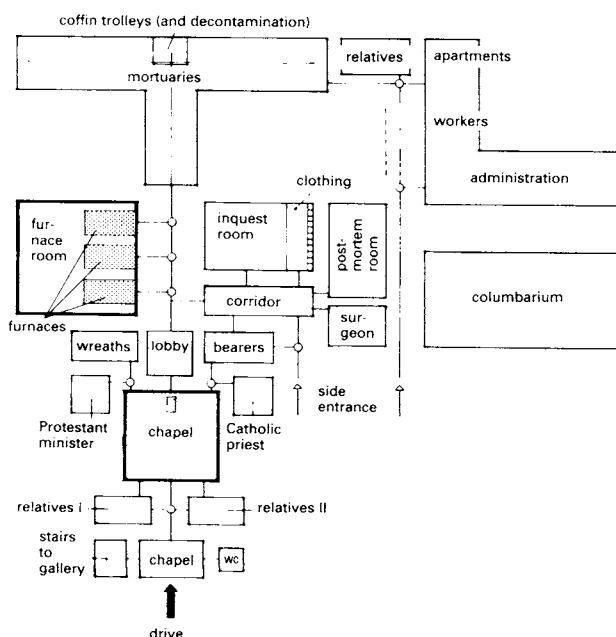 coffin trolleys (and decontamination)
mortuaries
relatives
apartments
workers
administration
clothing
fur-
nace
room
inquest
room
post-
mortem
room
columbarium
corridor
furnaces
sur-
geon
wreaths
lobby
bearers
side
entrance
Protestant
minister
chapel
Catholic
priest
relatives I
relatives II
stairs
to
gallery
chapel
wc
drive